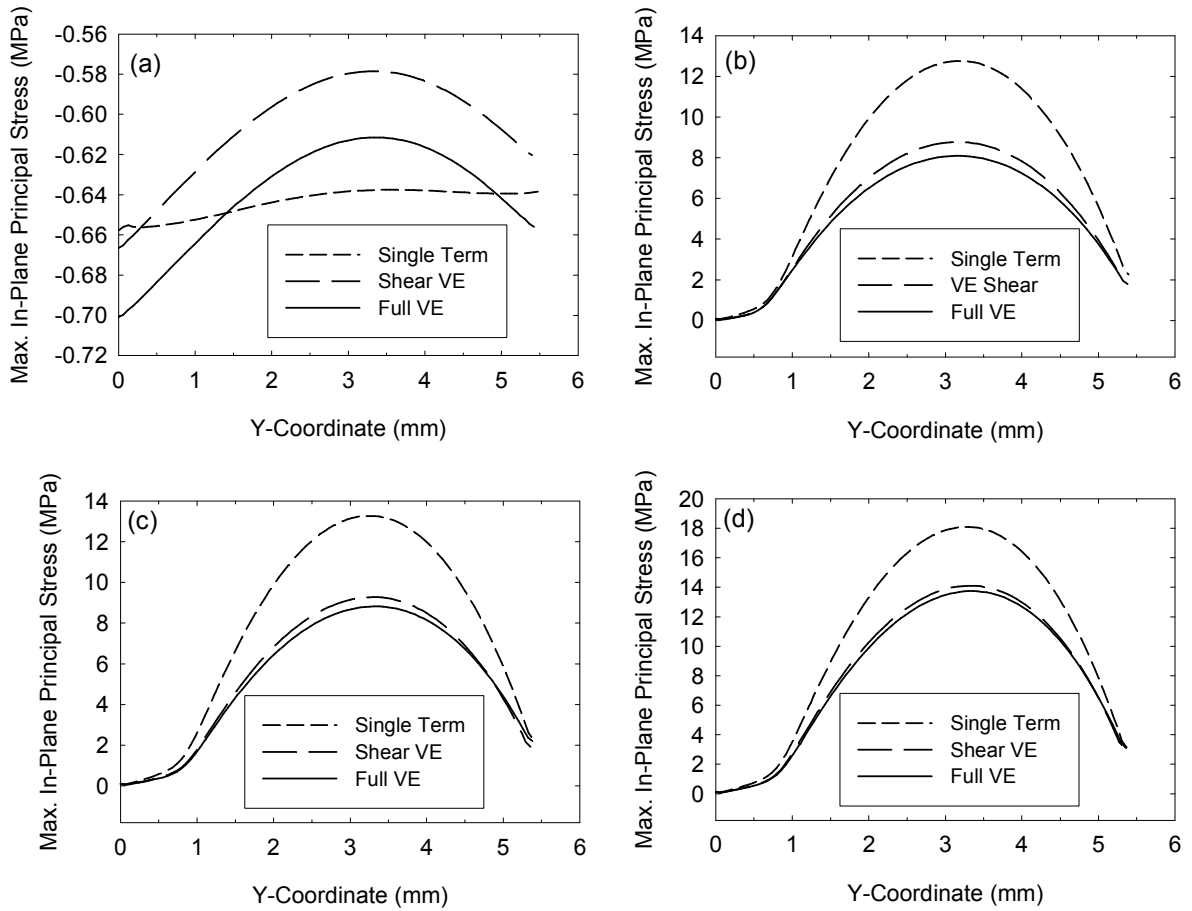 (a)
Max. In-Plane Principal Stress (MPa)
-0.56
-0.58
-0.60
-0.62
-0.64
-0.66
-0.68
-0.70
-0.72
Single Term
Shear VE
Full VE
0 1 2 3 4 5 6
Y-Coordinate (mm)
(b)
Max. In-Plane Principal Stress (MPa)
14
12
10
8
6
4
2
0
Single Term
VE Shear
Full VE
0 1 2 3 4 5 6
Y-Coordinate (mm)
(c)
Max. In-Plane Principal Stress (MPa)
14
12
10
8
6
4
2
0
Single Term
Shear VE
Full VE
0 1 2 3 4 5 6
Y-Coordinate (mm)
(d)
Max. In-Plane Principal Stress (MPa)
20
18
16
14
12
10
8
6
4
2
0
Single Term
Shear VE
Full VE
0 1 2 3 4 5 6
Y-Coordinate (mm)